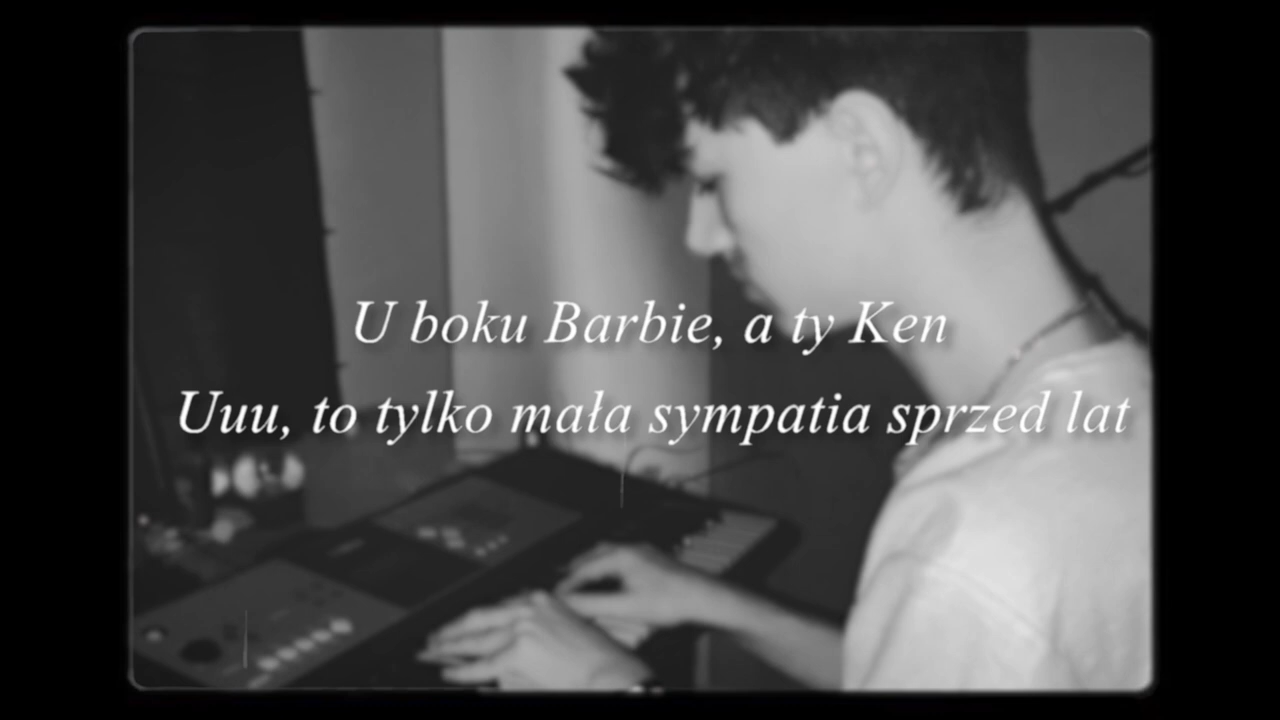 U boku Barbie, a ty Ken
Uuu, to tylko mała sympatia sprzed lat